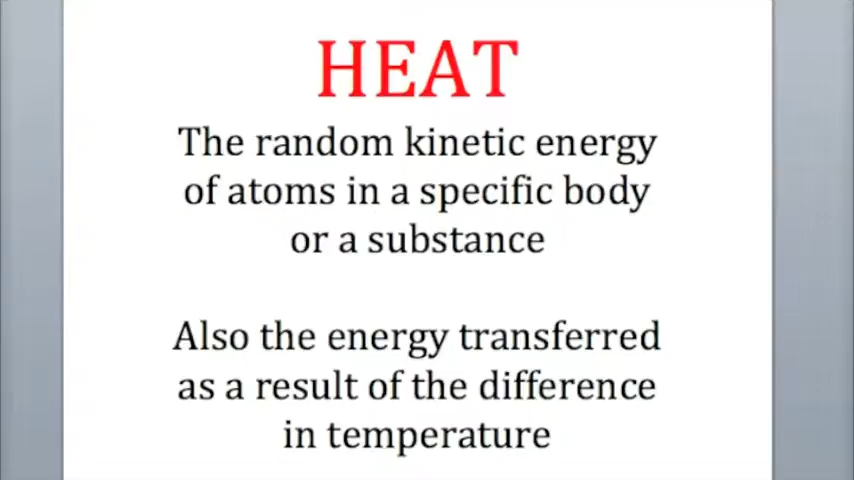 HEAT
The random kinetic energy
of atoms in a specific body
or a substance
Also the energy transferred
as a result of the difference
in temperature